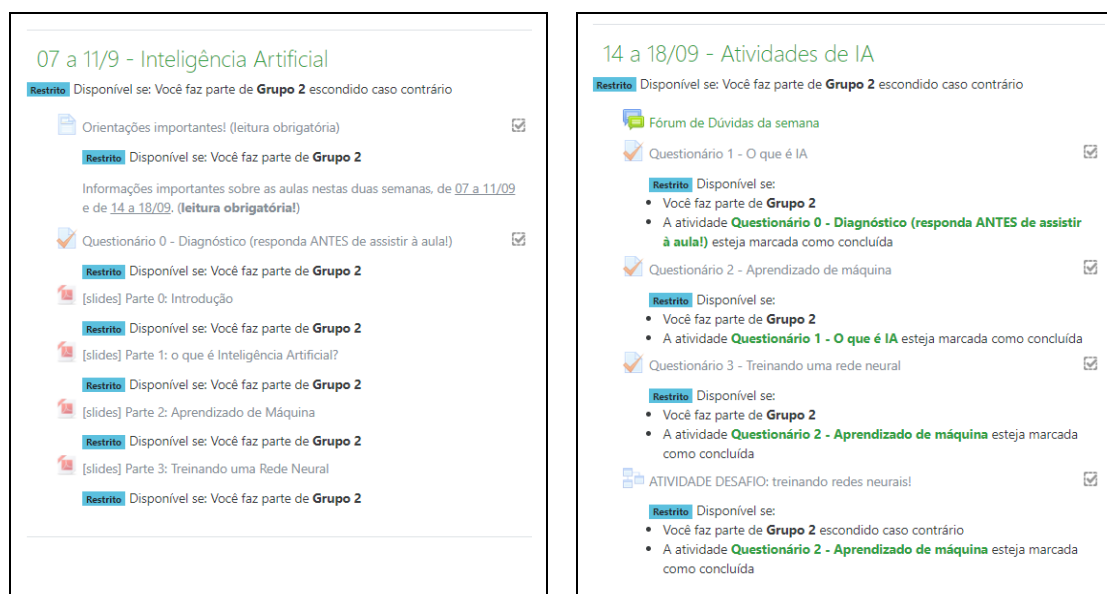 07 a 11/9 - Inteligência Artificial
Restrito Disponível se: Você faz parte de Grupo 2 escondido caso contrário
Orientações importantes! (leitura obrigatória)
Restrito Disponível se: Você faz parte de Grupo 2
Informações importantes sobre as aulas nestas duas semanas, de 07 a 11/09
e de 14 a 18/09. (leitura obrigatória!)
Questionário 0 - Diagnóstico (responda ANTES de assistir à aula!)
Restrito Disponível se: Você faz parte de Grupo 2
[slides] Parte 0: Introdução
Restrito Disponível se: Você faz parte de Grupo 2
[slides] Parte 1: o que é Inteligência Artificial?
Restrito Disponível se: Você faz parte de Grupo 2
[slides] Parte 2: Aprendizado de Máquina
Restrito Disponível se: Você faz parte de Grupo 2
[slides] Parte 3: Treinando uma Rede Neural
Restrito Disponível se: Você faz parte de Grupo 2
14 a 18/09 - Atividades de IA
Restrito Disponível se: Você faz parte de Grupo 2 escondido caso contrário
Fórum de Dúvidas da semana
Questionário 1 - O que é IA
Restrito Disponível se:
• Você faz parte de Grupo 2
• A atividade Questionário 0 - Diagnóstico (responda ANTES de assistir
à aula!) esteja marcada como concluída
Questionário 2 - Aprendizado de máquina
Restrito Disponível se:
• Você faz parte de Grupo 2
• A atividade Questionário 1 - O que é IA esteja marcada como concluída
Questionário 3 - Treinando uma rede neural
Restrito Disponível se:
• Você faz parte de Grupo 2
• A atividade Questionário 2 - Aprendizado de máquina esteja marcada
como concluída
ATIVIDADE DESAFIO: treinando redes neurais!
Restrito Disponível se:
• Você faz parte de Grupo 2 escondido caso contrário
• A atividade Questionário 2 - Aprendizado de máquina esteja marcada
como concluída